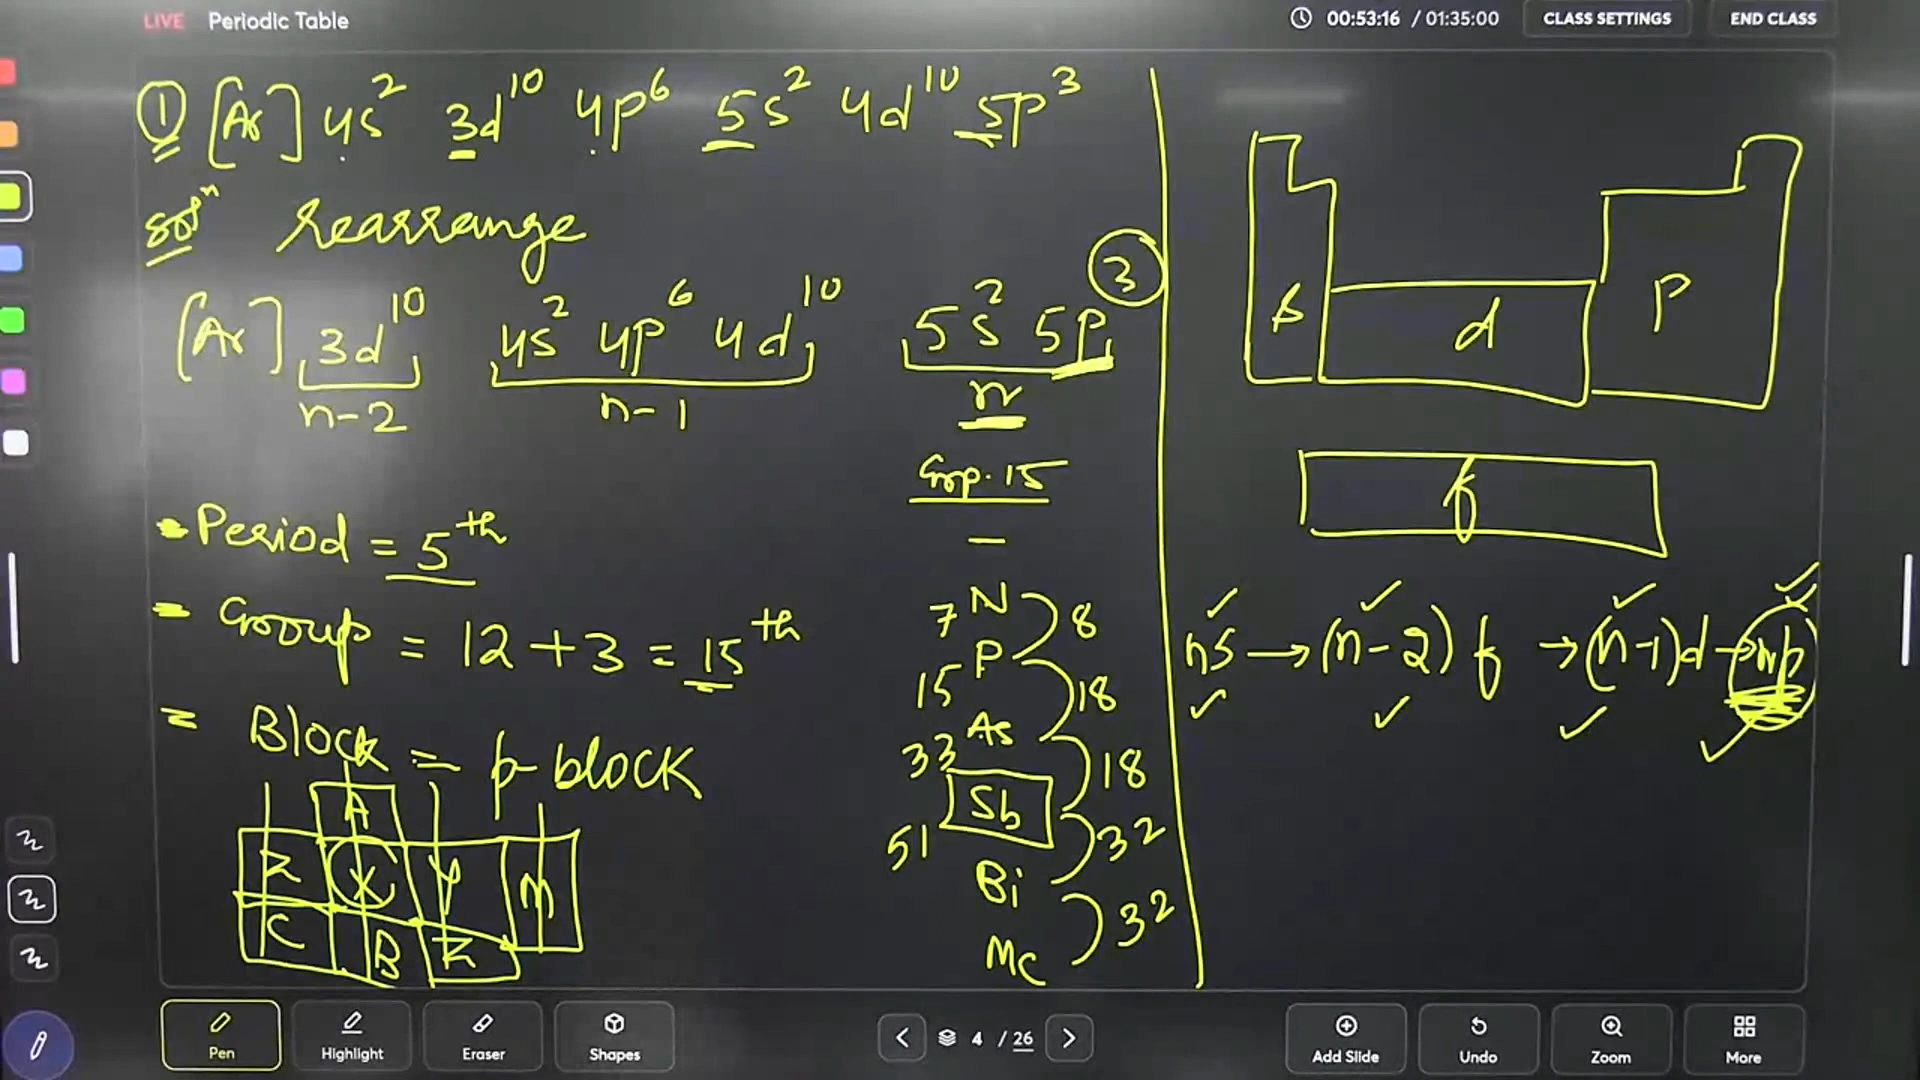 LIVE Periodic Table
00:53:16 / 01:35:00 CLASS SETTINGS END CLASS
① [Ar] 4s² 3d¹⁰ 4p⁶ 5s² 4d¹⁰ 5p³
solⁿ rearrange
[Ar] 3d¹⁰ 4s² 4p⁶ 4d¹⁰ 5s² 5p³
n-2 n-1 n
Grp. 15
- Period = 5th
- Group = 12 + 3 = 15th
= Block = p-block
A
Z X Y M
C B Z
7 N 8
15 P 18
33 As 18
51 Sb 32
Bi 32
Mc
s d p
f
ns → (n-2) f → (n-1)d → np
Pen Highlight Eraser Shapes
4 / 26
Add Slide Undo Zoom More